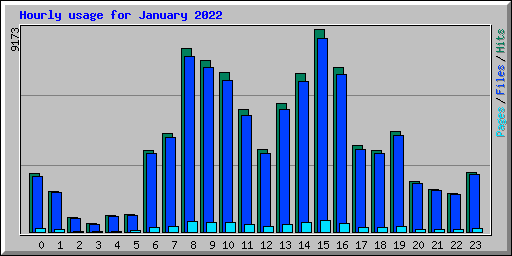 Hourly usage for January 2022
9173
Pages/Files/Hits
0 1 2 3 4 5 6 7 8 9 10 11 12 13 14 15 16 17 18 19 20 21 22 23